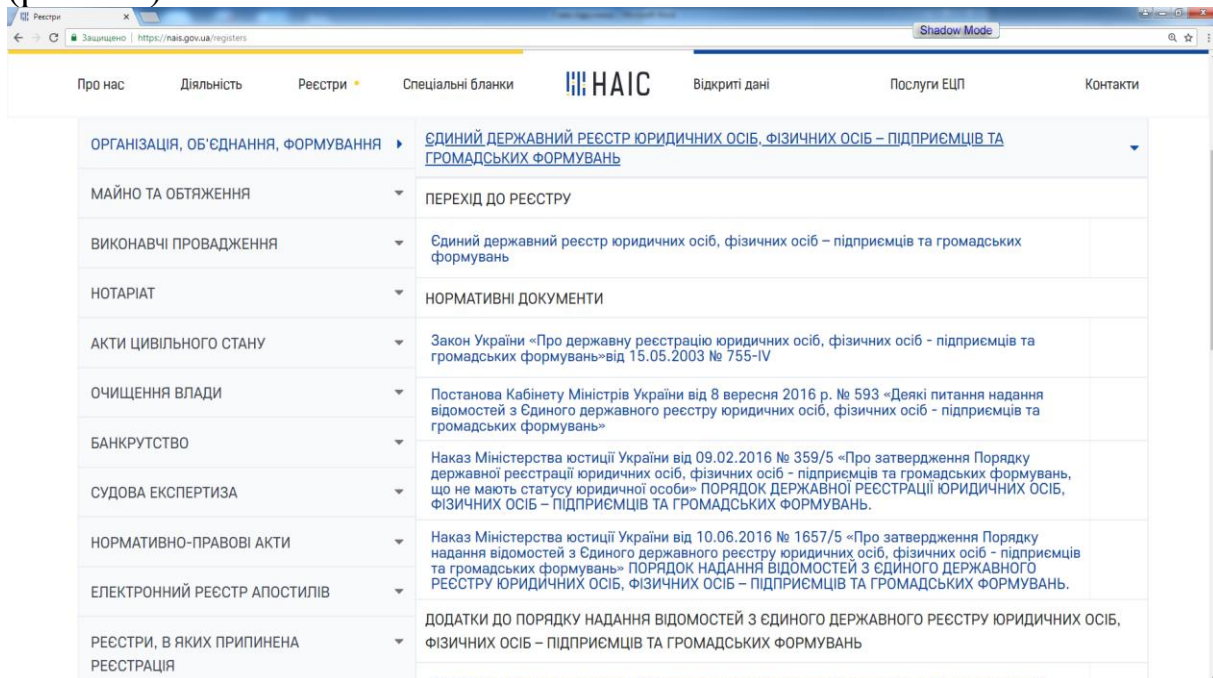 Реєстри
Shadow Mode
Защищено | https://nais.gov.ua/registers
Про нас Діяльність Реєстри Спеціальні бланки НАІС Відкриті дані Послуги ЕЦП Контакти
ОРГАНІЗАЦІЯ, ОБ'ЄДНАННЯ, ФОРМУВАННЯ
МАЙНО ТА ОБТЯЖЕННЯ
ВИКОНАВЧІ ПРОВАДЖЕННЯ
НОТАРІАТ
АКТИ ЦИВІЛЬНОГО СТАНУ
ОЧИЩЕННЯ ВЛАДИ
БАНКРУТСТВО
СУДОВА ЕКСПЕРТИЗА
НОРМАТИВНО-ПРАВОВІ АКТИ
ЕЛЕКТРОННИЙ РЕЄСТР АПОСТИЛІВ
РЕЄСТРИ, В ЯКИХ ПРИПИНЕНА
РЕЄСТРАЦІЯ
ЄДИНИЙ ДЕРЖАВНИЙ РЕЄСТР ЮРИДИЧНИХ ОСІБ, ФІЗИЧНИХ ОСІБ – ПІДПРИЄМЦІВ ТА
ГРОМАДСЬКИХ ФОРМУВАНЬ
ПЕРЕХІД ДО РЕЄСТРУ
Єдиний державний реєстр юридичних осіб, фізичних осіб – підприємців та громадських
формувань
НОРМАТИВНІ ДОКУМЕНТИ
Закон України «Про державну реєстрацію юридичних осіб, фізичних осіб - підприємців та
громадських формувань»від 15.05.2003 № 755-IV
Постанова Кабінету Міністрів України від 8 вересня 2016 р. № 593 «Деякі питання надання
відомостей з Єдиного державного реєстру юридичних осіб, фізичних осіб - підприємців та
громадських формувань»
Наказ Міністерства юстиції України від 09.02.2016 № 359/5 «Про затвердження Порядку
державної реєстрації юридичних осіб, фізичних осіб - підприємців та громадських формувань,
що не мають статусу юридичної особи» ПОРЯДОК ДЕРЖАВНОЇ РЕЄСТРАЦІЇ ЮРИДИЧНИХ ОСІБ,
ФІЗИЧНИХ ОСІБ – ПІДПРИЄМЦІВ ТА ГРОМАДСЬКИХ ФОРМУВАНЬ.
Наказ Міністерства юстиції України від 10.06.2016 № 1657/5 «Про затвердження Порядку
надання відомостей з Єдиного державного реєстру юридичних осіб, фізичних осіб - підприємців
та громадських формувань» ПОРЯДОК НАДАННЯ ВІДОМОСТЕЙ З ЄДИНОГО ДЕРЖАВНОГО
РЕЄСТРУ ЮРИДИЧНИХ ОСІБ, ФІЗИЧНИХ ОСІБ – ПІДПРИЄМЦІВ ТА ГРОМАДСЬКИХ ФОРМУВАНЬ.
ДОДАТКИ ДО ПОРЯДКУ НАДАННЯ ВІДОМОСТЕЙ З ЄДИНОГО ДЕРЖАВНОГО РЕЄСТРУ ЮРИДИЧНИХ ОСІБ,
ФІЗИЧНИХ ОСІБ – ПІДПРИЄМЦІВ ТА ГРОМАДСЬКИХ ФОРМУВАНЬ